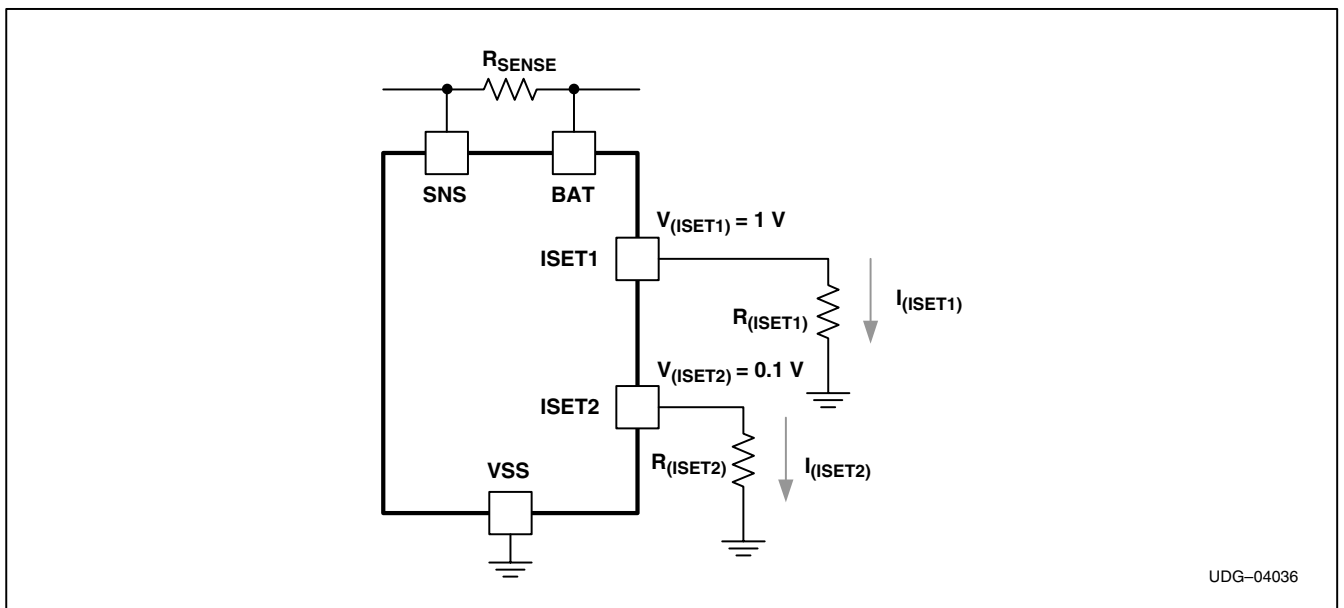 RSENSE
SNS
BAT
V(ISET1) = 1 V
ISET1
R(ISET1)
I(ISET1)
V(ISET2) = 0.1 V
ISET2
R(ISET2)
I(ISET2)
VSS
UDG–04036